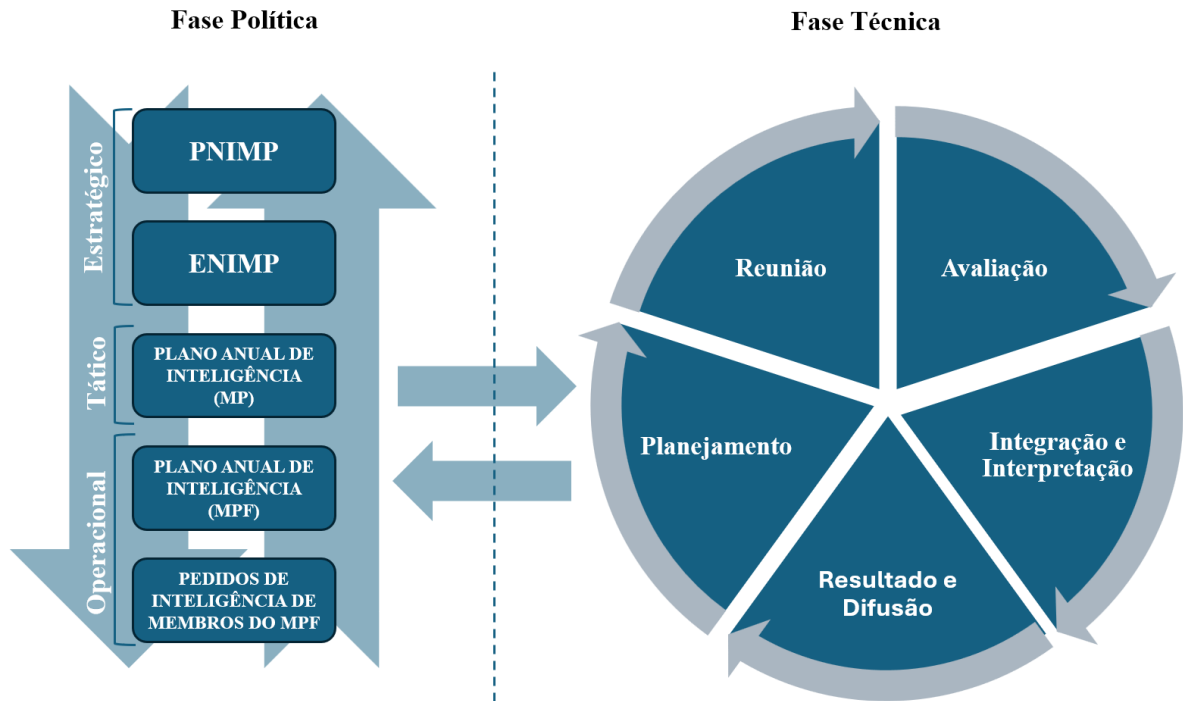 Fase Política
Estratégico
PNIMP
ENIMP
Tático
PLANO ANUAL DE
INTELIGÊNCIA
(MP)
Operacional
PLANO ANUAL DE
INTELIGÊNCIA
(MPF)
PEDIDOS DE
INTELIGÊNCIA DE
MEMBROS DO MPF
Fase Técnica
Reunião
Avaliação
Planejamento
Integração e
Interpretação
Resultado e
Difusão